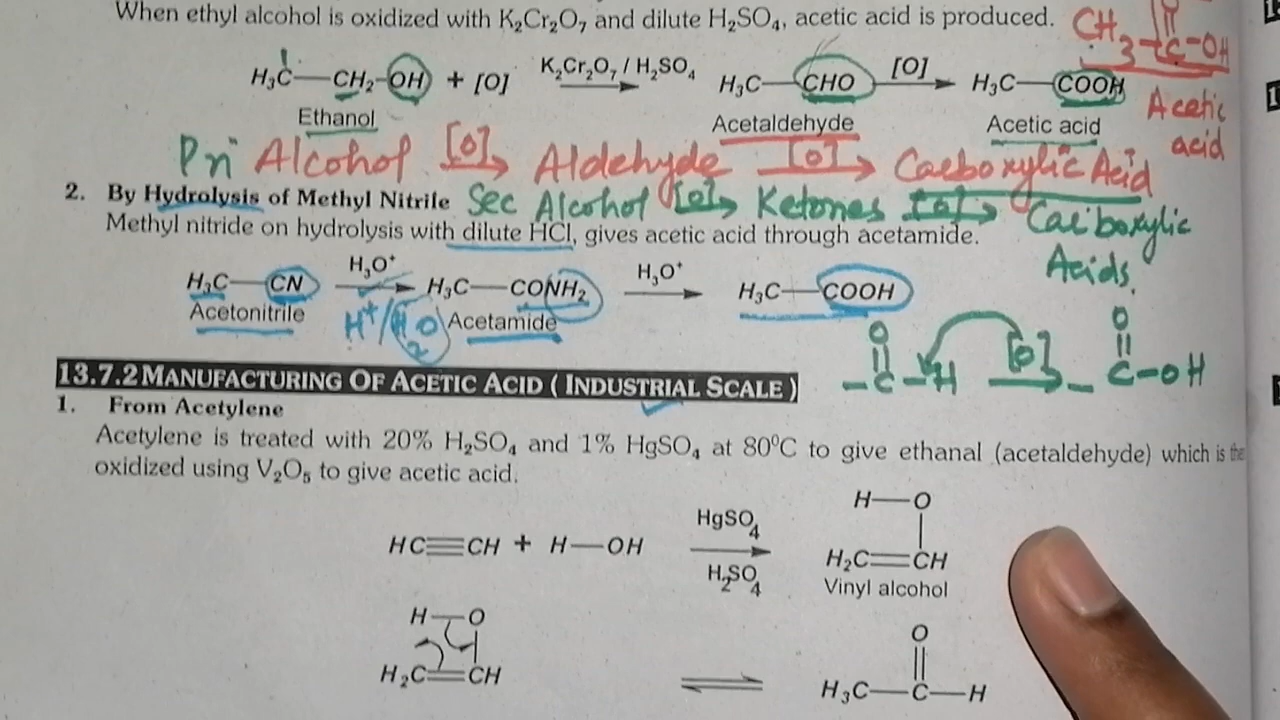 When ethyl alcohol is oxidized with K₂Cr₂O₇ and dilute H₂SO₄, acetic acid is produced.
CH₃-C-OH
O
H₃C—CH₂-OH + [O] K₂Cr₂O₇ / H₂SO₄ H₃C—CHO [O] H₃C—COOH
Ethanol Acetaldehyde Acetic acid
Acetic acid
Pri Alcohol [O] Aldehyde [O] Carboxylic Acid
2. By Hydrolysis of Methyl Nitrile
Sec Alcohol [O] Ketones [O] Carboxylic Acids.
Methyl nitride on hydrolysis with dilute HCl, gives acetic acid through acetamide.
H₃C—CN H₃O⁺ H₃C—CONH₂ H₃O⁺ H₃C—COOH
Acetonitrile H⁺/H₂O Acetamide
O
-C-H [O] -C-OH
O
13.7.2 MANUFACTURING OF ACETIC ACID ( INDUSTRIAL SCALE )
1. From Acetylene
Acetylene is treated with 20% H₂SO₄ and 1% HgSO₄ at 80⁰C to give ethanal (acetaldehyde) which is the
oxidized using V₂O₅ to give acetic acid.
H—O
HC≡CH + H—OH HgSO₄ H₂SO₄ H₂C=CH
Vinyl alcohol
H—O
O
H₂C=CH ⇌ H₃C—C—H